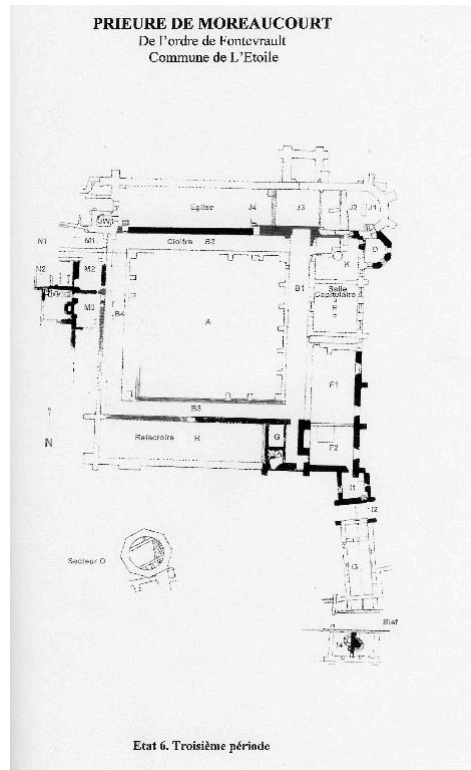 PRIEURE DE MOREAUCOURT
De l'ordre de Fontevrault
Commune de L'Etoile
Eglise J4 J3 J2 J1
N1 M1 Cloître B2 D
N2 M2 K
B1 Salle
Capitulaire
E
M3 B4 A
F1
B3
N
Refectoire H G F2
I1
I2
Secteur O
I3
Bief
I4
Etat 6. Troisième période